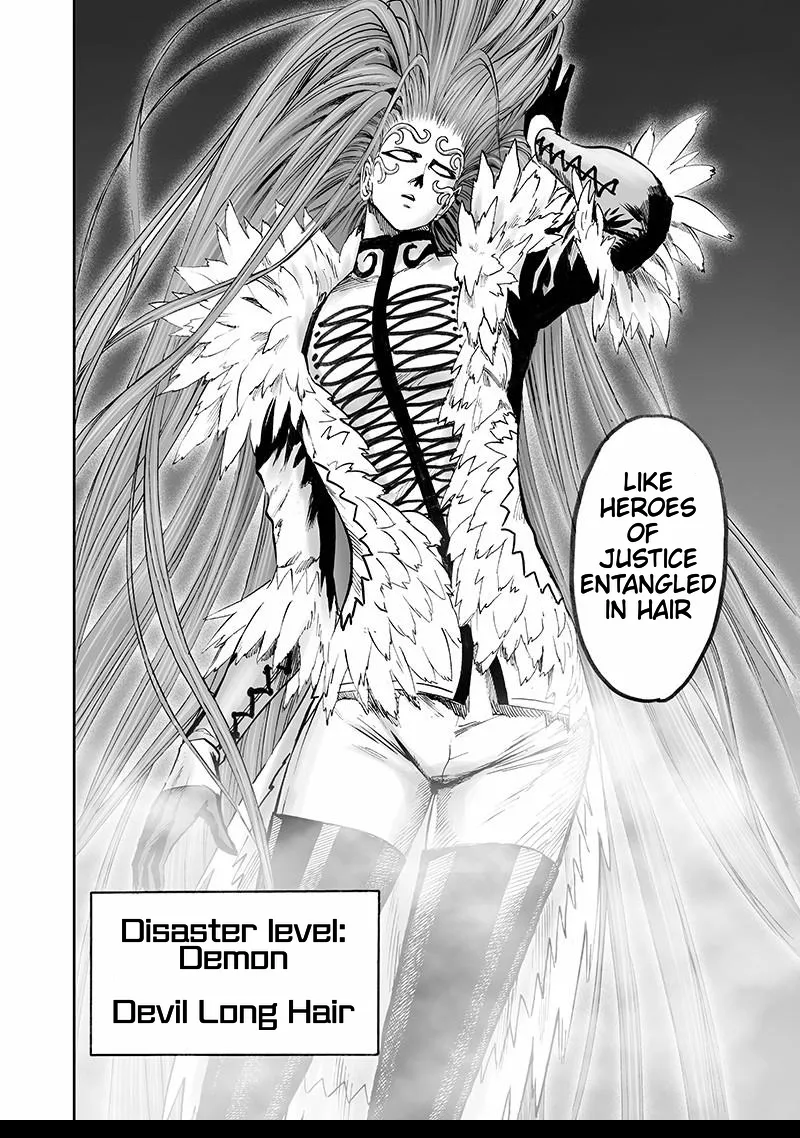 LIKE
HEROES
OF
JUSTICE
ENTANGLED
IN HAIR
Disaster level:
Demon
Devil Long Hair